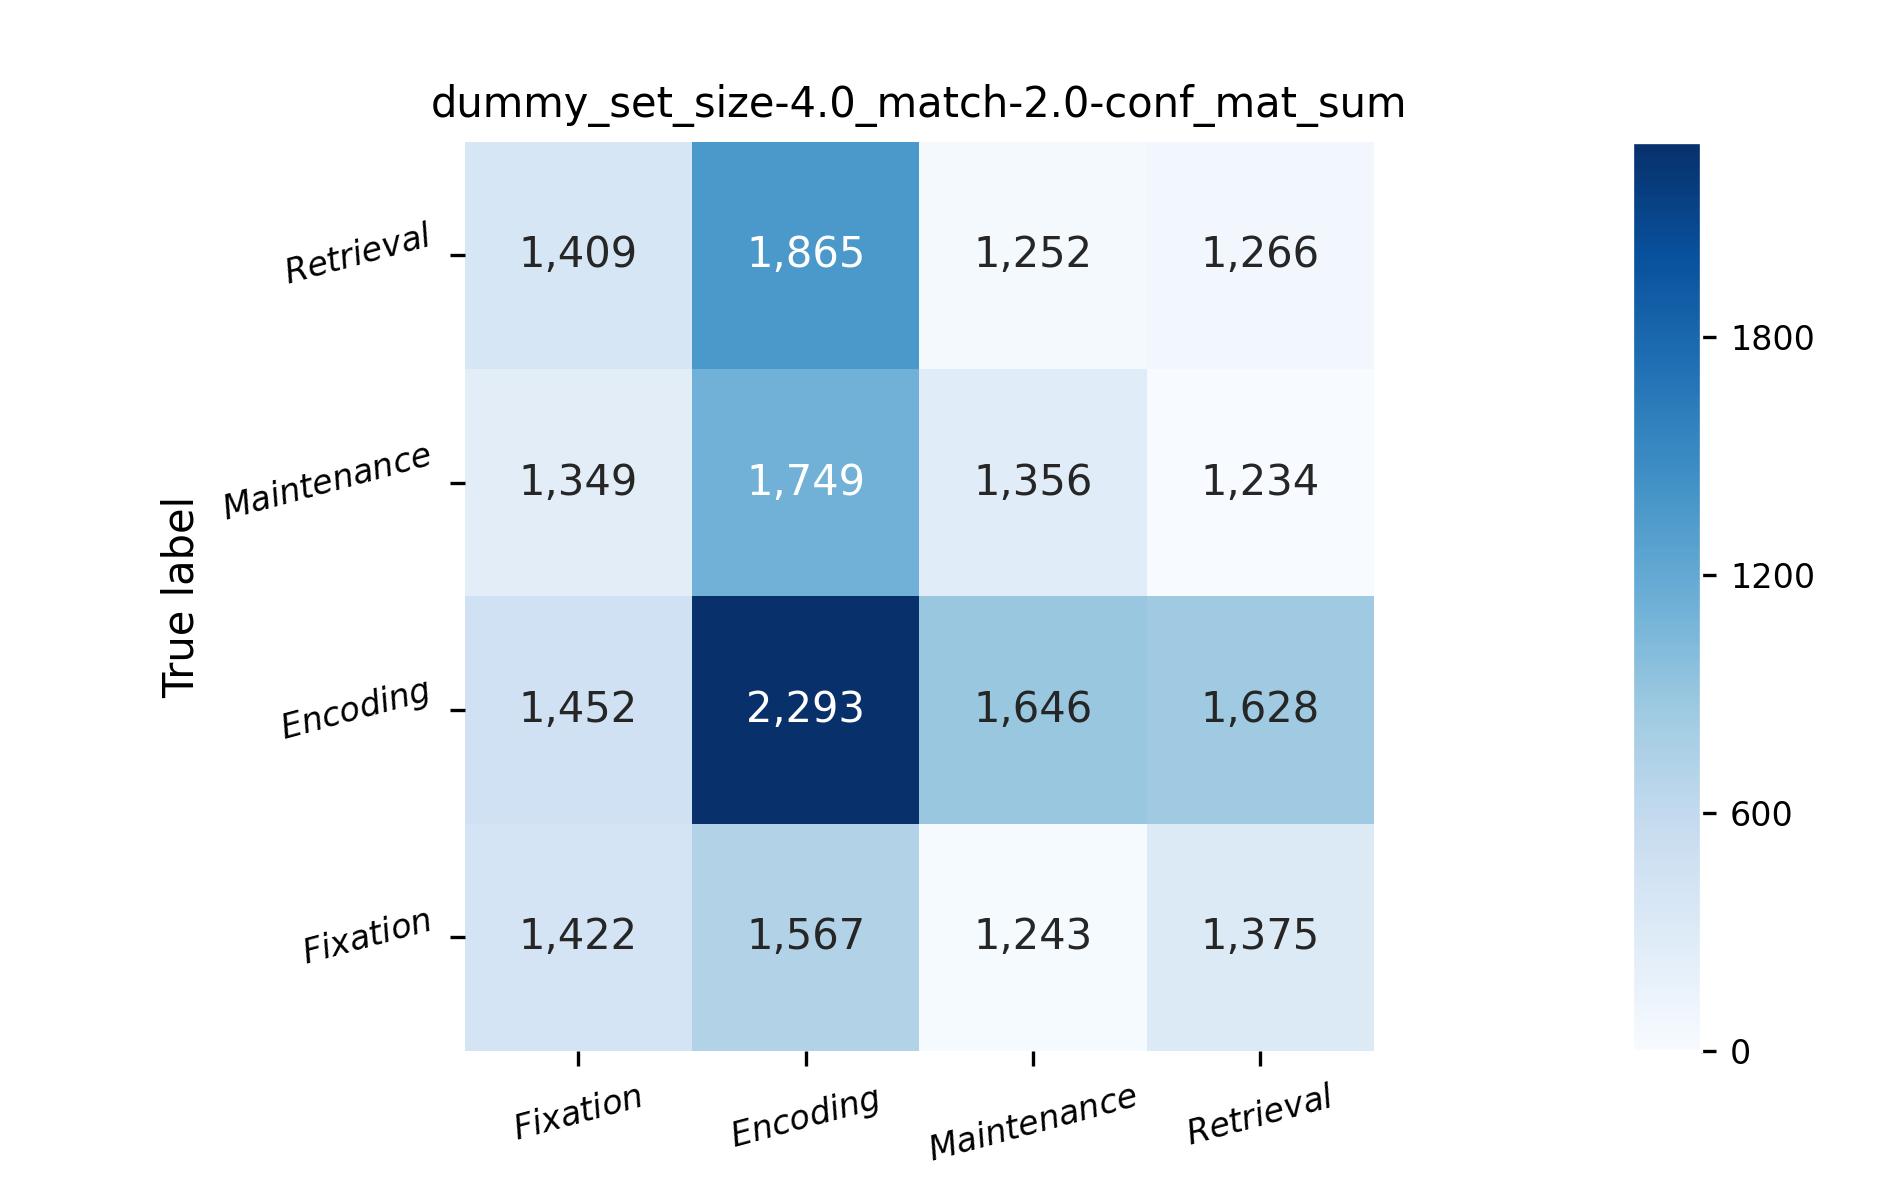 dummy_set_size-4.0_match-2.0-conf_mat_sum
True label
Retrieval 1,409 1,865 1,252 1,266
Maintenance 1,349 1,749 1,356 1,234
Encoding 1,452 2,293 1,646 1,628
Fixation 1,422 1,567 1,243 1,375
Fixation Encoding Maintenance Retrieval
1800
1200
600
0